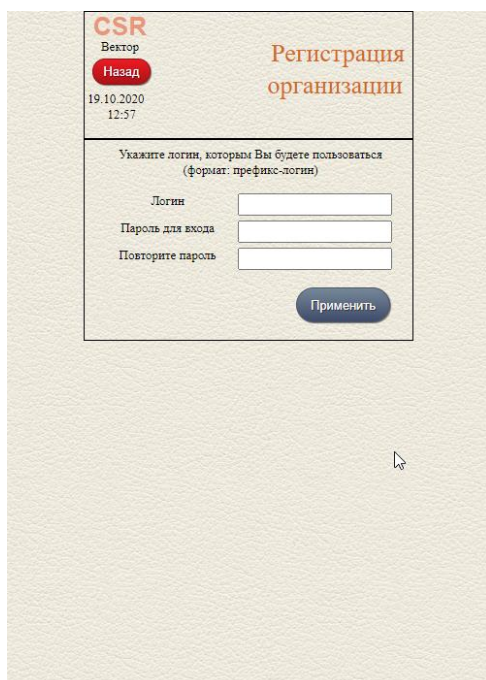 CSR
Вектор
Назад
19.10.2020
12:57
Регистрация
организации
Укажите логин, которым Вы будете пользоваться
(формат: префикс-логин)
Логин
Пароль для входа
Повторите пароль
Применить